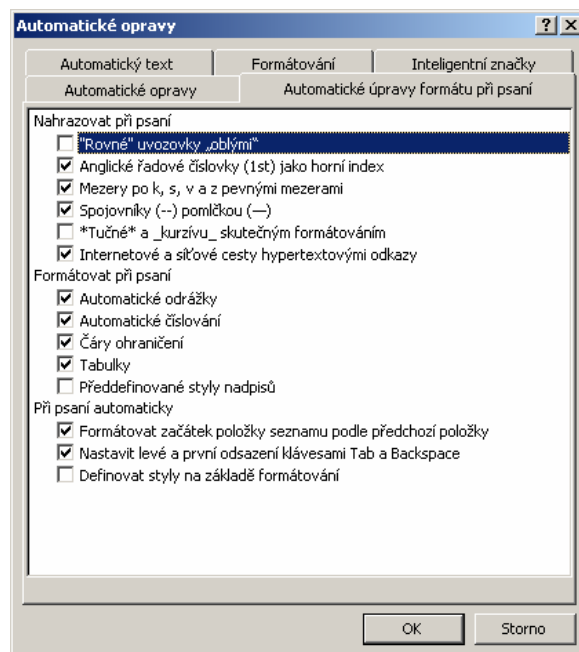 Automatické opravy
Automatický text
Formátování
Inteligentní značky
Automatické opravy
Automatické úpravy formátu při psaní
Nahrazovat při psaní
"Rovné" uvozovky „oblými“
Anglické řadové číslovky (1st) jako horní index
Mezery po k, s, v a z pevnými mezerami
Spojovníky (--) pomlčkou (—)
*Tučné* a _kurzívu_ skutečným formátováním
Internetové a síťové cesty hypertextovými odkazy
Formátovat při psaní
Automatické odrážky
Automatické číslování
Čáry ohraničení
Tabulky
Předdefinované styly nadpisů
Při psaní automaticky
Formátovat začátek položky seznamu podle předchozí položky
Nastavit levé a první odsazení klávesami Tab a Backspace
Definovat styly na základě formátování
OK
Storno